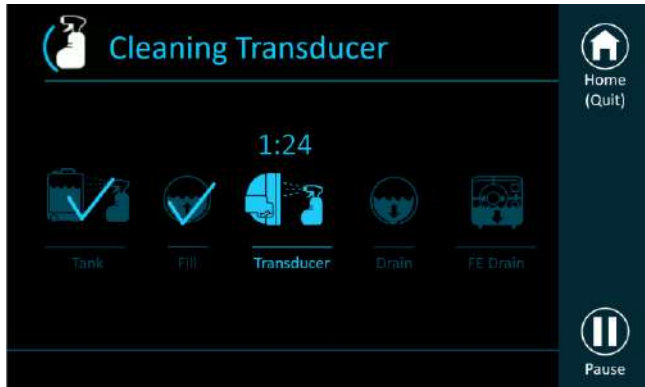 Cleaning Transducer
Home
(Quit)
1:24
Tank
Fill
Transducer
Drain
FE Drain
Pause